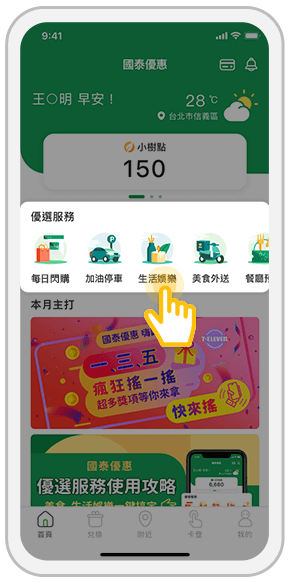 9:41
國泰優惠
王○明 早安！
28 ℃
台北市信義區
小樹點
150
優選服務
每日閃購
加油停車
生活娛樂
美食外送
餐廳預
本月主打
國泰優惠 嗨
7-ELEVEN
一、三、五
瘋狂搖一搖
超多獎項等你來拿
快來搖
國泰優惠
優選服務使用攻略
美食、生活娛樂一鍵搞定
6,680
首頁
兌換
附近
卡登
我的